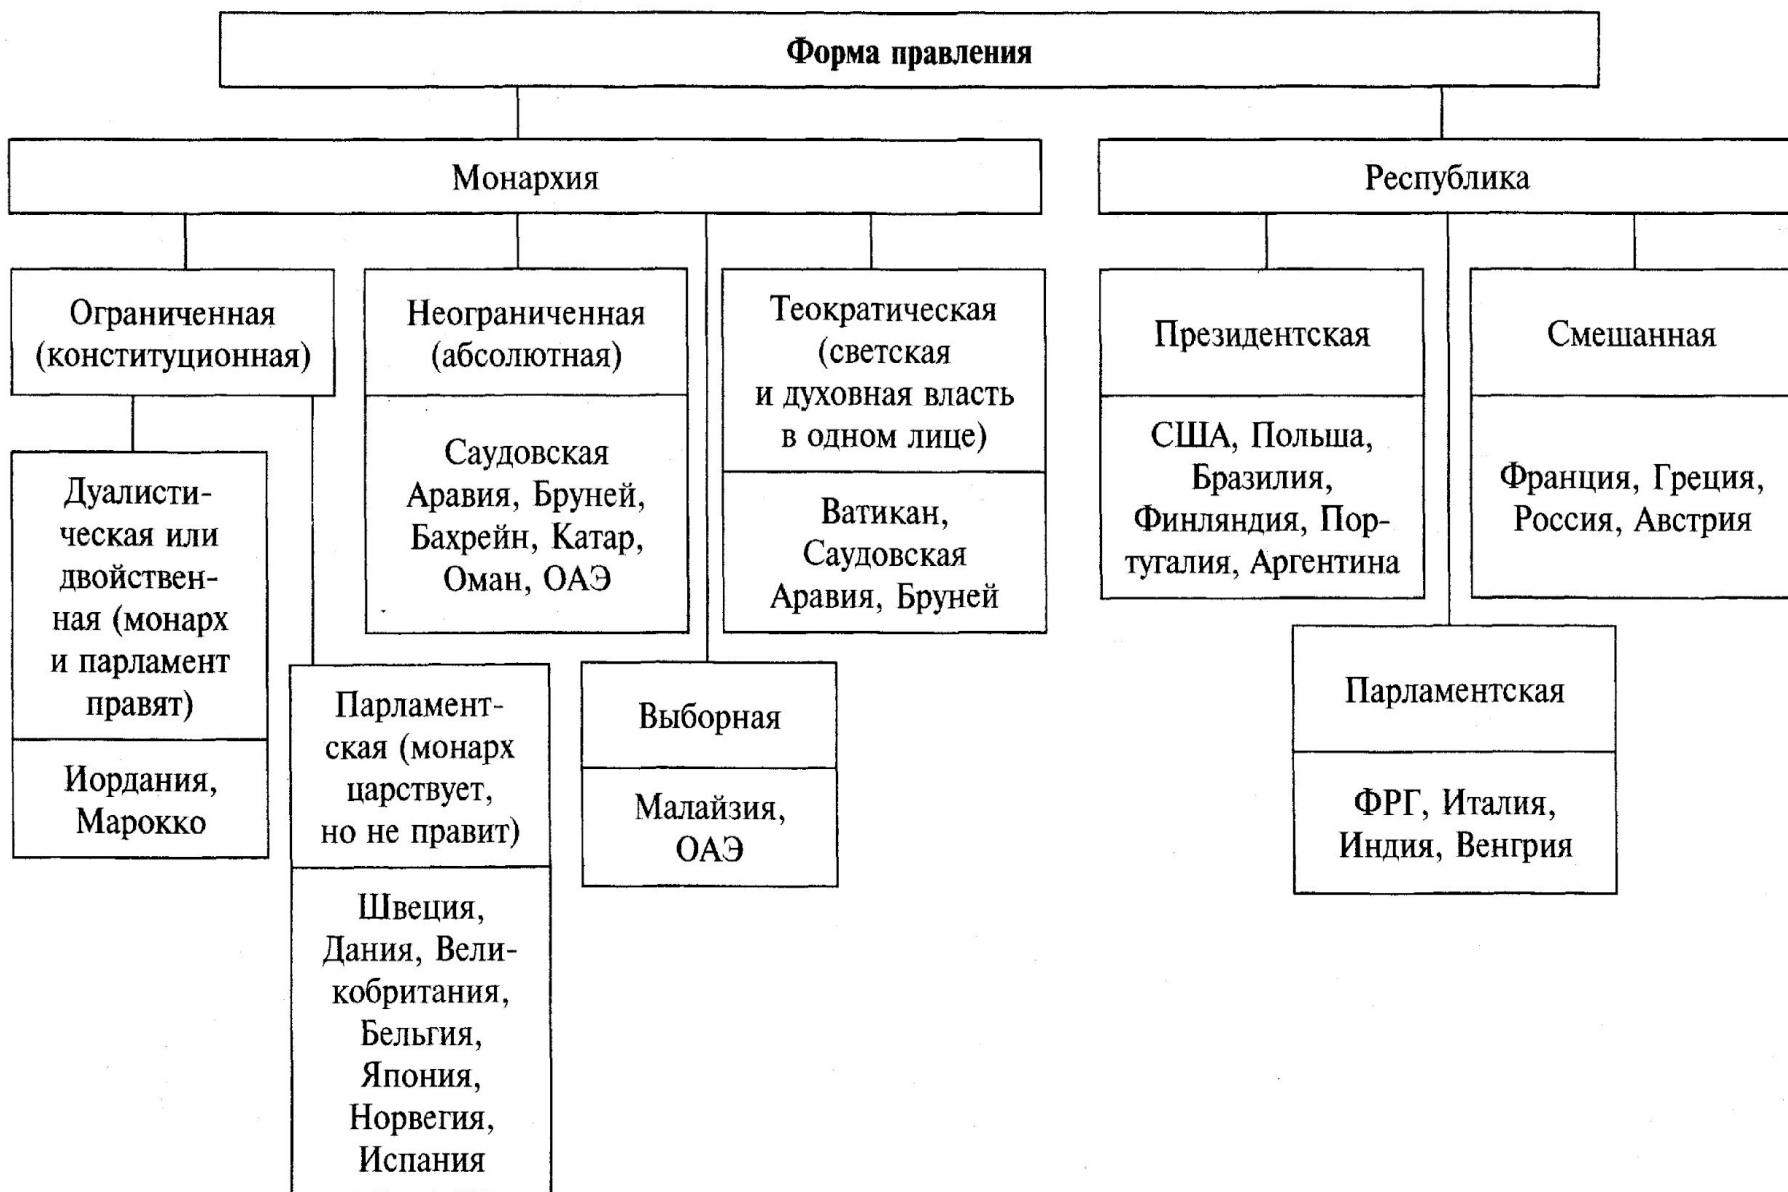 Форма правления
Монархия
Республика
Ограниченная
(конституционная)
Дуалисти-
ческая или
двойствен-
ная (монарх
и парламент
правят)
Иордания,
Марокко
Парламент-
ская (монарх
царствует,
но не правит)
Швеция,
Дания, Вели-
кобритания,
Бельгия,
Япония,
Норвегия,
Испания
Неограниченная
(абсолютная)
Саудовская
Аравия, Бруней,
Бахрейн, Катар,
Оман, ОАЭ
Выборная
Малайзия,
ОАЭ
Теократическая
(светская
и духовная власть
в одном лице)
Ватикан,
Саудовская
Аравия, Бруней
Президентская
США, Польша,
Бразилия,
Финляндия, Пор-
тугалия, Аргентина
Парламентская
ФРГ, Италия,
Индия, Венгрия
Смешанная
Франция, Греция,
Россия, Австрия